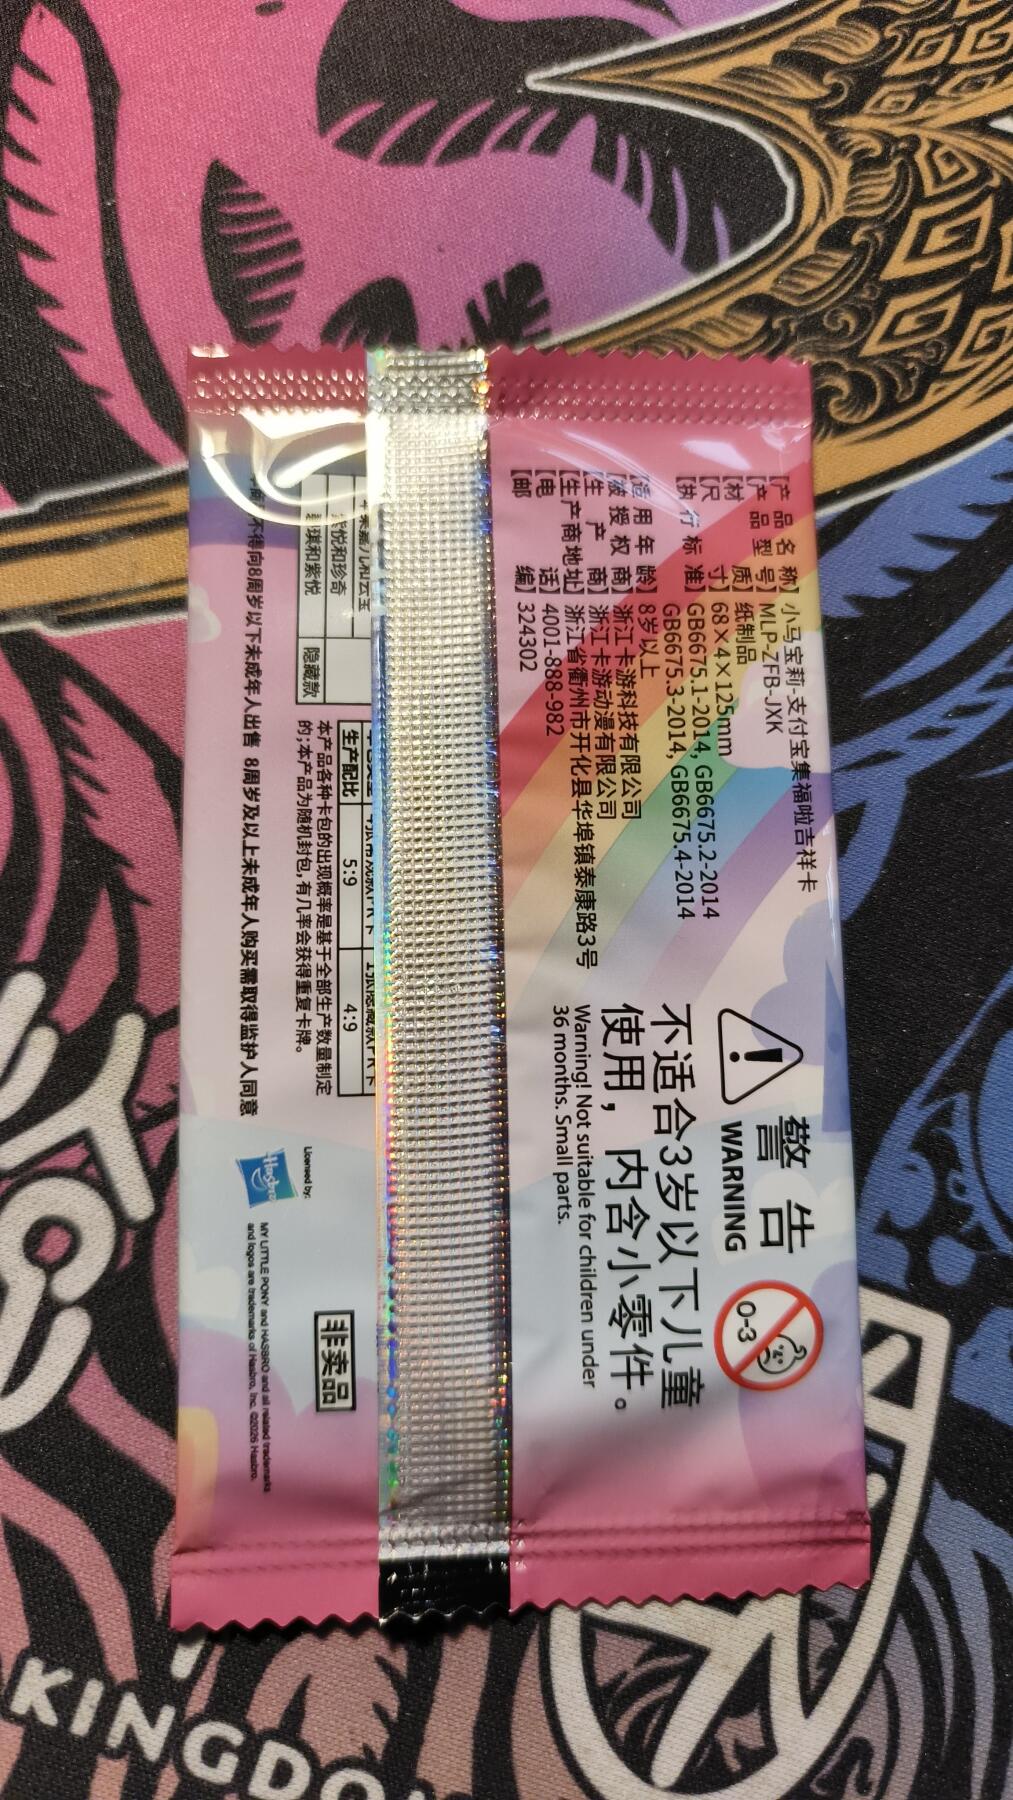 【产品名称】小马宝莉-支付宝集福啦吉祥卡
【产品型号】MLP-ZFB-JXK
【材质】纸制品
【尺寸】68×4×125mm
【执行标准】GB6675.1-2014, GB6675.2-2014
GB6675.3-2014, GB6675.4-2014
【适用年龄】8岁以上
【被授权商】浙江卡游科技有限公司
【生产商】浙江卡游动漫有限公司
【生产商地址】浙江省衢州市开化县华埠镇泰康路3号
【电话】4001-888-982
【邮编】324302
警告
WARNING
0-3
不适合3岁以下儿童
使用，内含小零件。
Warning! Not suitable for children under
36 months. Small parts.
紫悦和珍奇
琪和紫悦
隐藏款
生产配比 5:9 4:9
本产品各种卡包的出现概率是基于全部生产数量制定
的；本产品为随机封包，有几率会获得重复卡牌。
不得向8周岁以下未成年人出售 8周岁及以上未成年人购买需取得监护人同意
Licensed by:
Hasbro
非卖品
MY LITTLE PONY and HASBRO and all related trademarks
and logos are trademarks of Hasbro, Inc. ©2026 Hasbro.
KINGDO